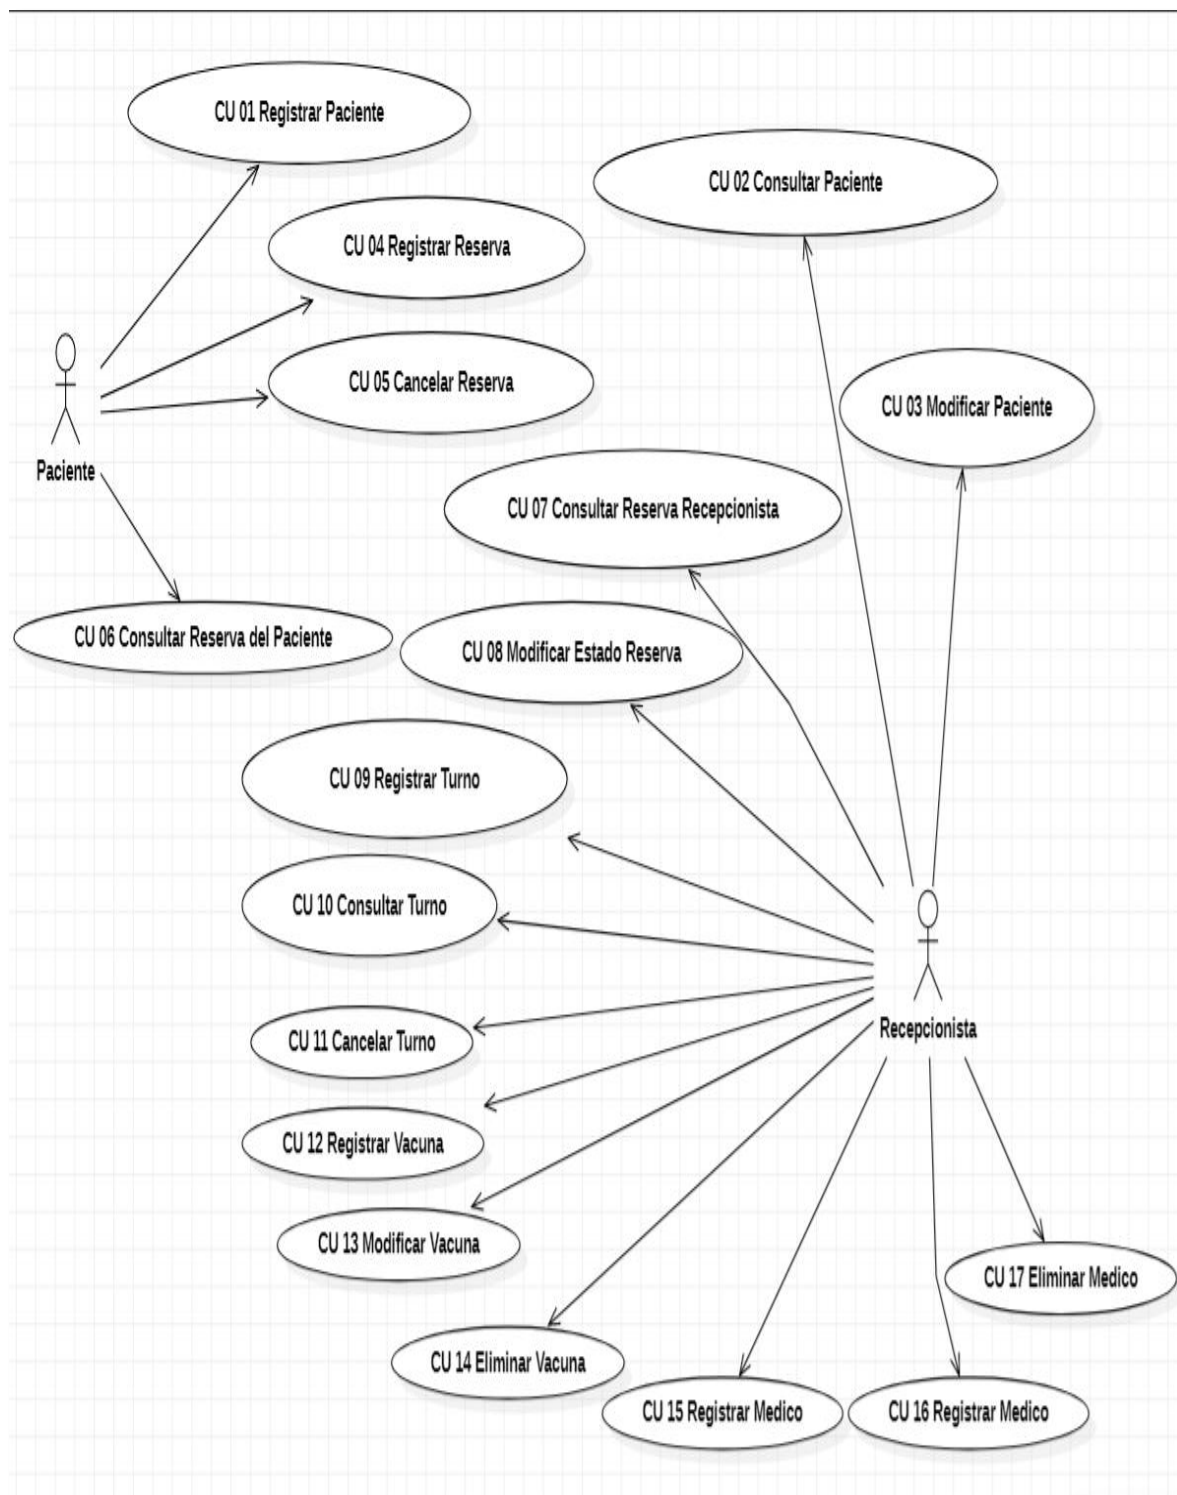 CU 01 Registrar Paciente
CU 02 Consultar Paciente
CU 04 Registrar Reserva
CU 05 Cancelar Reserva
CU 03 Modificar Paciente
Paciente
CU 07 Consultar Reserva Recepcionista
CU 06 Consultar Reserva del Paciente
CU 08 Modificar Estado Reserva
CU 09 Registrar Turno
CU 10 Consultar Turno
Recepcionista
CU 11 Cancelar Turno
CU 12 Registrar Vacuna
CU 13 Modificar Vacuna
CU 17 Eliminar Medico
CU 14 Eliminar Vacuna
CU 15 Registrar Medico
CU 16 Registrar Medico